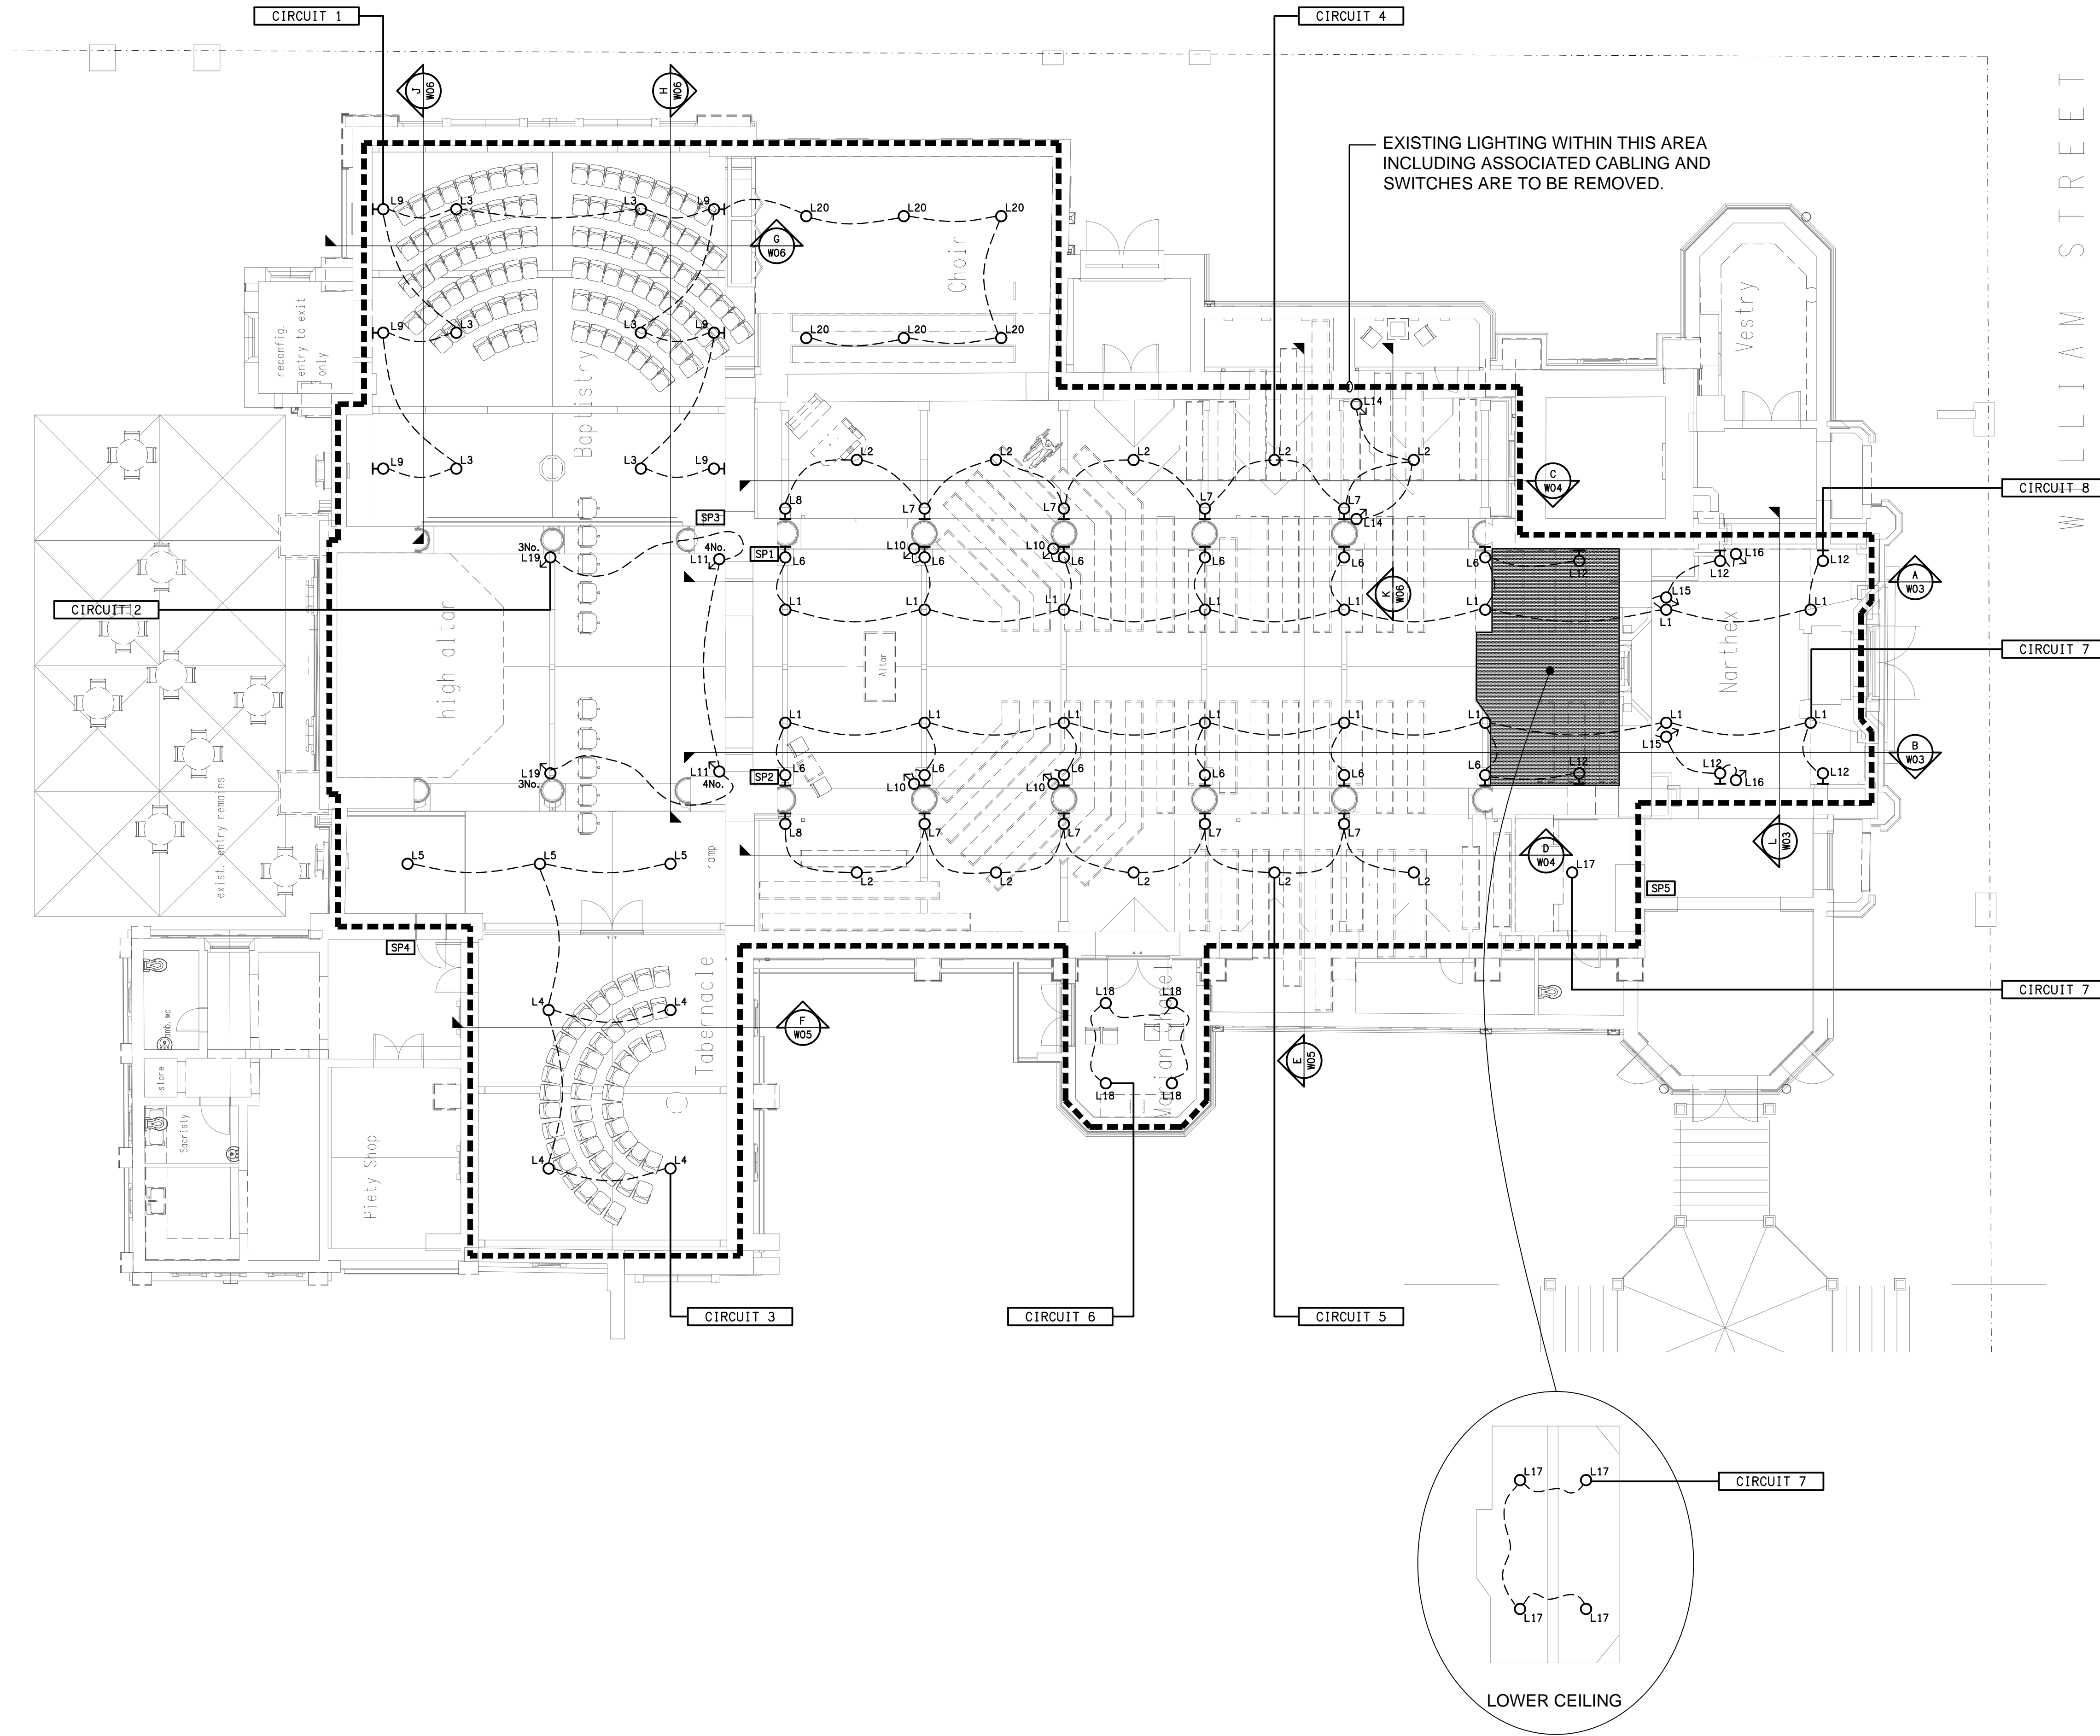 CIRCUIT 1
CIRCUIT 4
J
W06
H
W06
WILLIAM STREET
EXISTING LIGHTING WITHIN THIS AREA
INCLUDING ASSOCIATED CABLING AND
SWITCHES ARE TO BE REMOVED.
L9
L3
L3
L9
L20
L20
L20
G
W06
Choir
Vestry
reconfig.
entry to exit
only
L9
L3
L3
L9
L20
L20
L20
Baptistry
L14
L9
L3
L3
L9
L2
L2
L2
L2
L2
C
W04
CIRCUIT 8
L8
L7
L7
L7
L7
L14
SP3
SP1
3No.
L19
4No.
L11
L10
L10
L6
L6
L6
L6
L6
L6
L12
L12
L16
L12
A
W03
K
W06
CIRCUIT 2
L1
L1
L1
L1
L1
L1
L15
L1
L1
high altar
Altar
Narthex
CIRCUIT 7
L1
L1
L1
L1
L1
L1
L1
L15
L1
B
W03
SP2
L19
3No.
L11
4No.
L6
L10
L6
L10
L6
L6
L6
L6
L12
L12
L16
L12
exist. entry remains
L8
L7
L7
L7
L7
L
W03
D
W04
L5
L5
L5
ramp
L2
L2
L2
L2
L2
L17
SP5
SP4
Tabernacle
CIRCUIT 7
L4
L4
L18
L18
F
W05
amb.wc
Marian chapel
E
W05
store
L18
L18
Sacristy
Piety Shop
L4
L4
CIRCUIT 3
CIRCUIT 6
CIRCUIT 5
L17
L17
CIRCUIT 7
L17
L17
LOWER CEILING